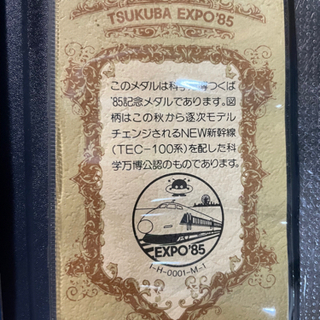 TSUKUBA EXPO'85
このメダルは科学万博つくば
'85記念メダルであります。図
柄はこの秋から逐次モデル
チェンジされるNEW新幹線
(TEC-100系)を配した科
学万博公認のものであります。
EXPO'85
I-H-0001-M-1